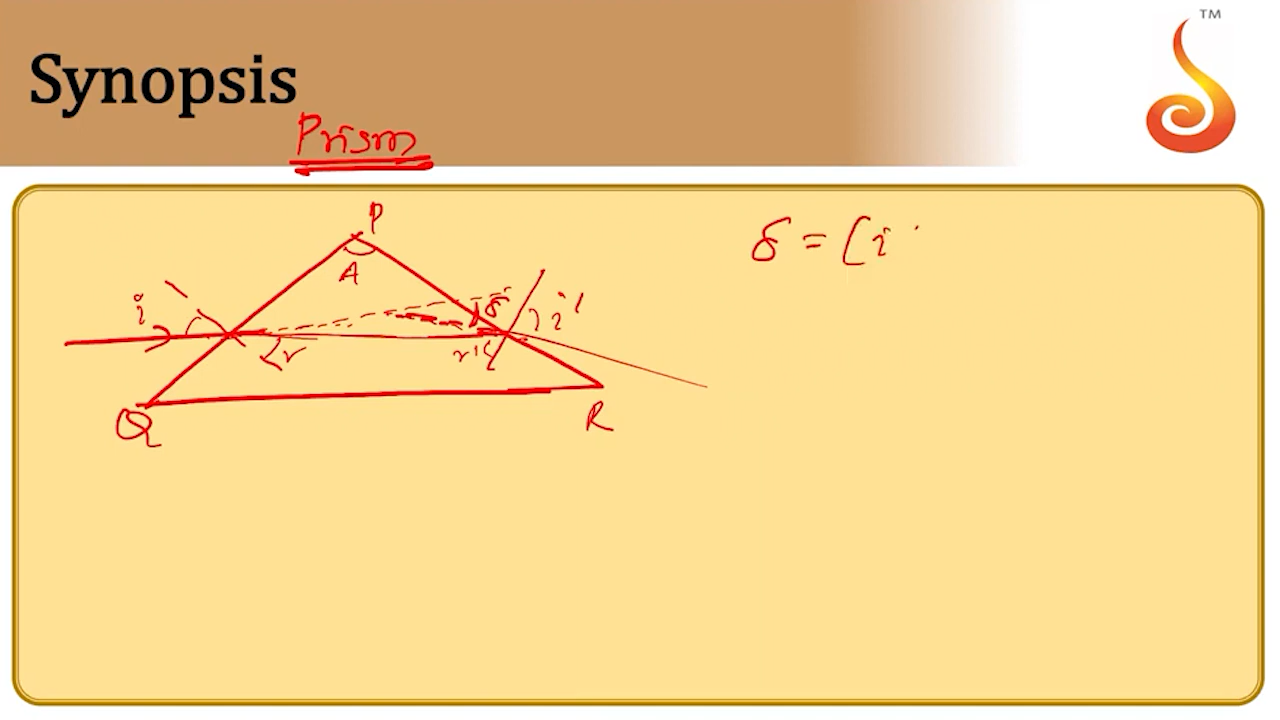 TM
Synopsis
Prism
P
δ = [i
A
i
δ
i'
r
r'
Q
R